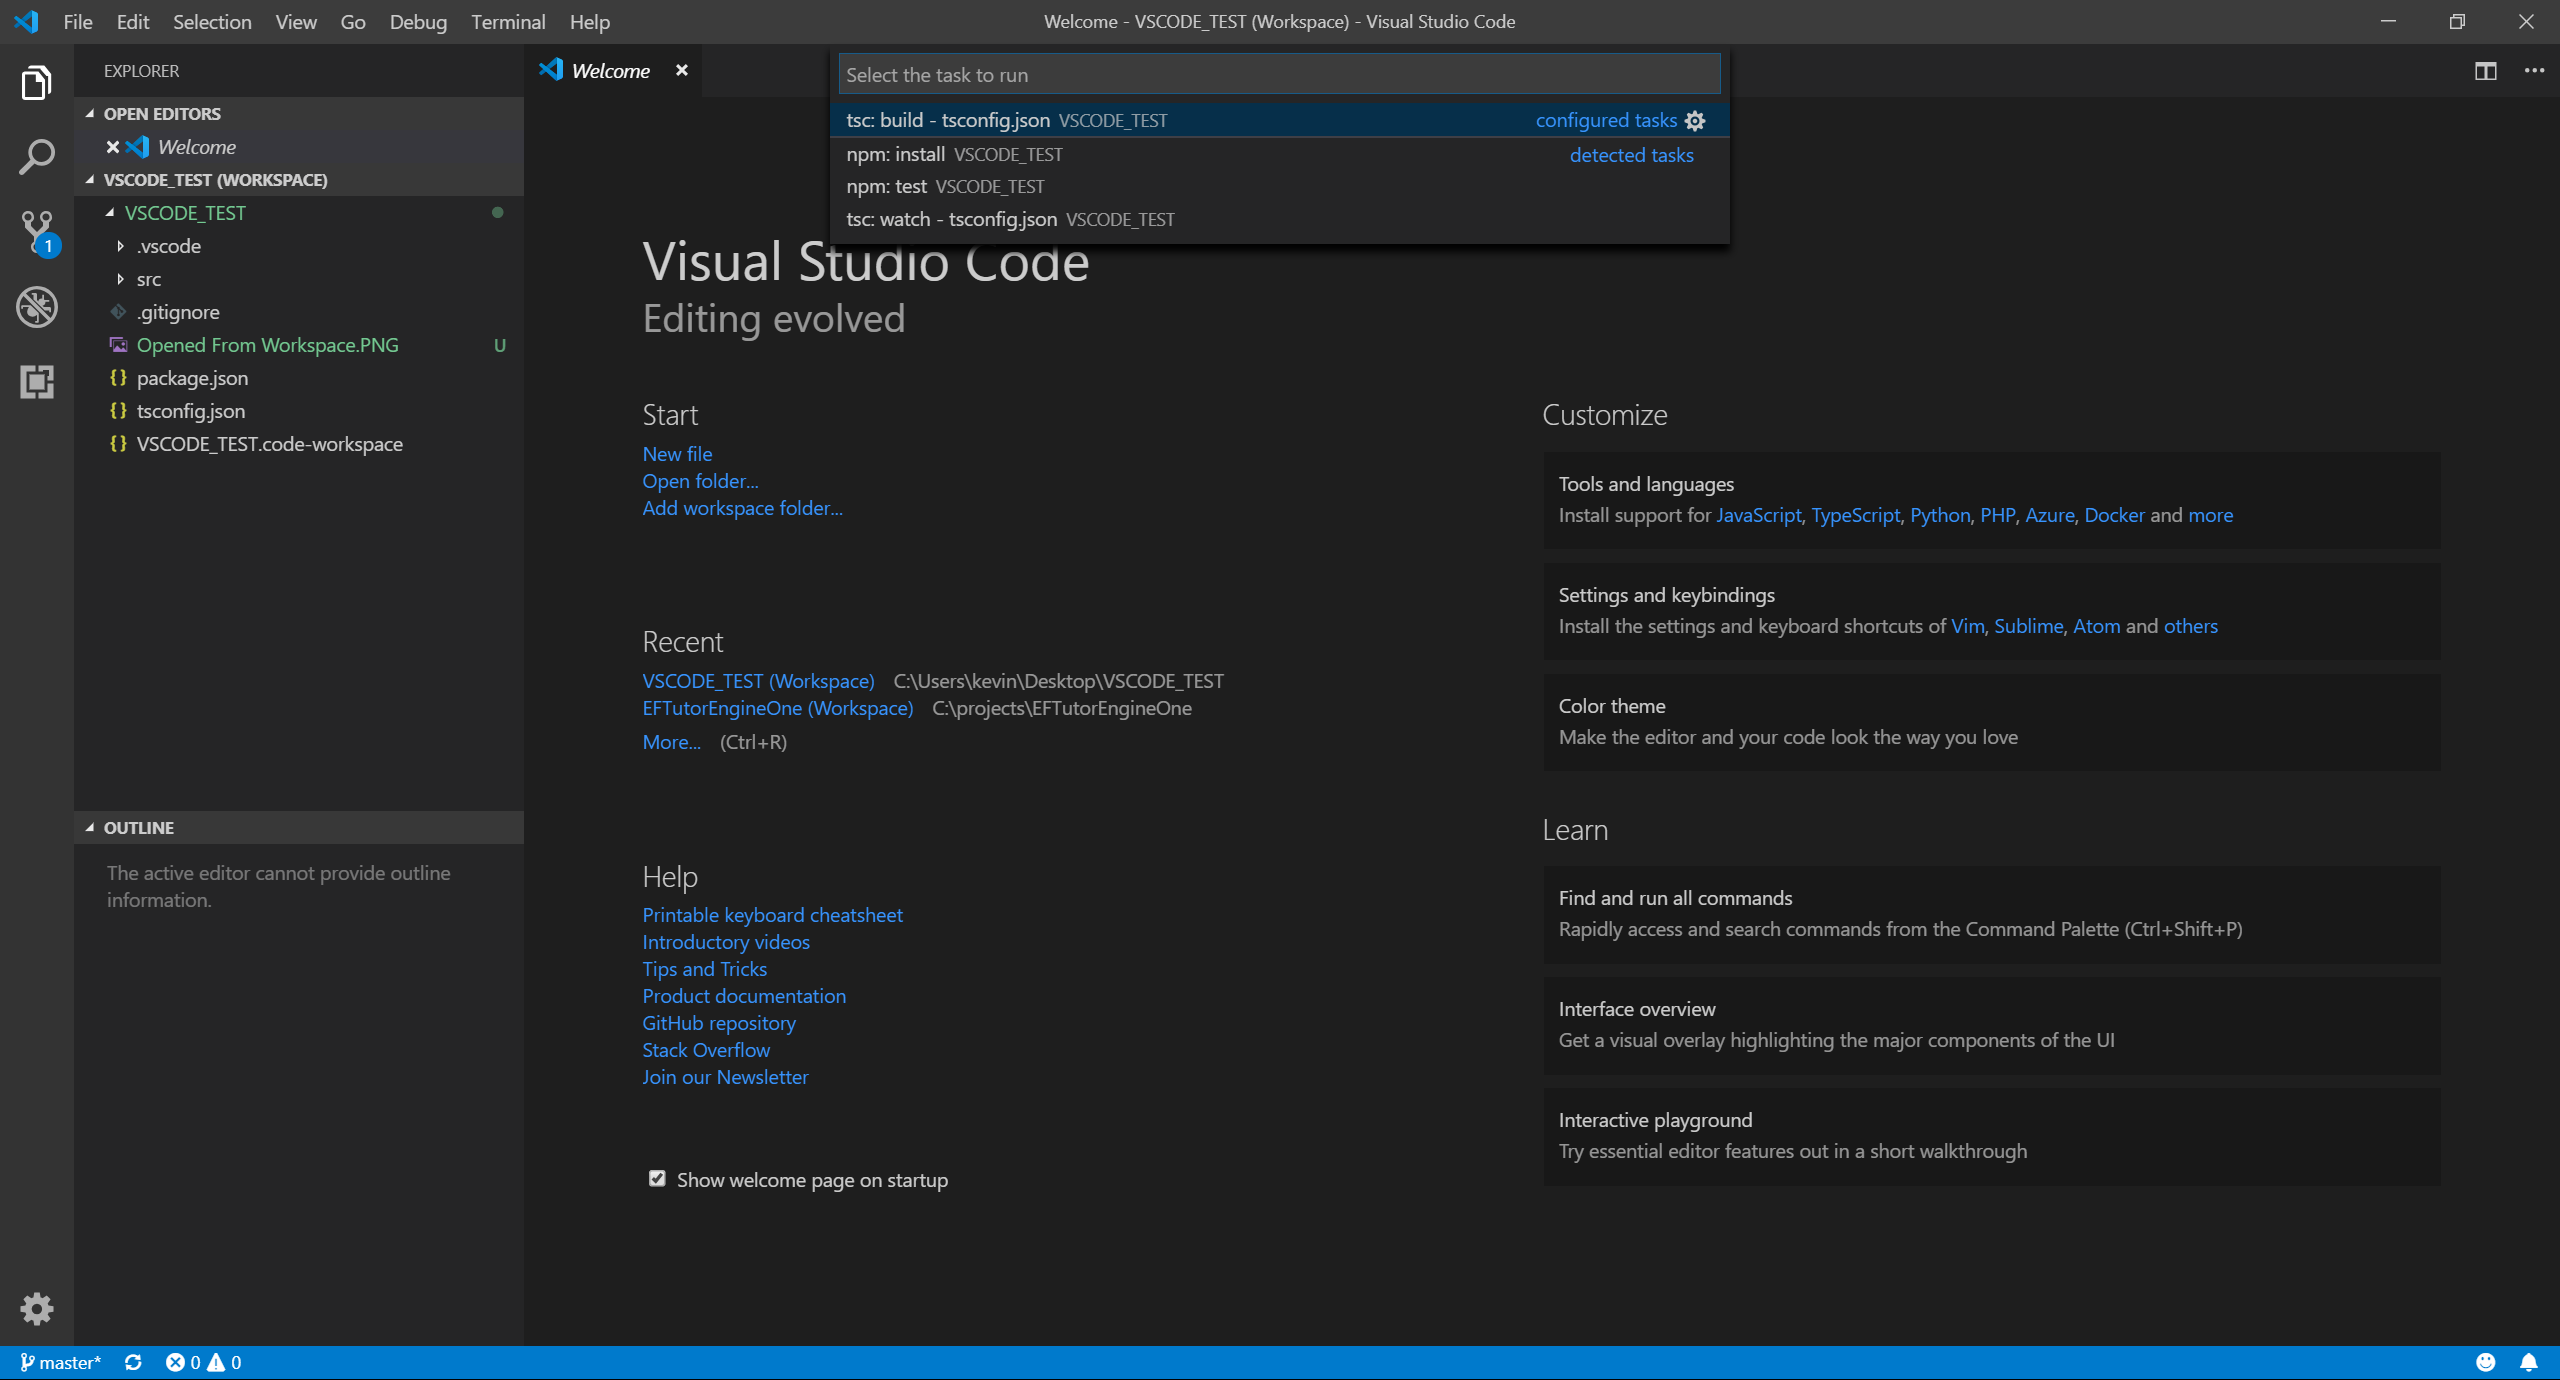 File Edit Selection View Go Debug Terminal Help
Welcome - VSCODE_TEST (Workspace) - Visual Studio Code
EXPLORER
OPEN EDITORS
Welcome
VSCODE_TEST (WORKSPACE)
VSCODE_TEST
.vscode
src
.gitignore
Opened From Workspace.PNG U
package.json
tsconfig.json
VSCODE_TEST.code-workspace
1
OUTLINE
The active editor cannot provide outline
information.
Welcome
Select the task to run
tsc: build - tsconfig.json VSCODE_TEST configured tasks
npm: install VSCODE_TEST detected tasks
npm: test VSCODE_TEST
tsc: watch - tsconfig.json VSCODE_TEST
Visual Studio Code
Editing evolved
Start
New file
Open folder...
Add workspace folder...
Recent
VSCODE_TEST (Workspace) C:\Users\kevin\Desktop\VSCODE_TEST
EFTutorEngineOne (Workspace) C:\projects\EFTutorEngineOne
More... (Ctrl+R)
Help
Printable keyboard cheatsheet
Introductory videos
Tips and Tricks
Product documentation
GitHub repository
Stack Overflow
Join our Newsletter
Show welcome page on startup
Customize
Tools and languages
Install support for JavaScript, TypeScript, Python, PHP, Azure, Docker and more
Settings and keybindings
Install the settings and keyboard shortcuts of Vim, Sublime, Atom and others
Color theme
Make the editor and your code look the way you love
Learn
Find and run all commands
Rapidly access and search commands from the Command Palette (Ctrl+Shift+P)
Interface overview
Get a visual overlay highlighting the major components of the UI
Interactive playground
Try essential editor features out in a short walkthrough
master* 0 0